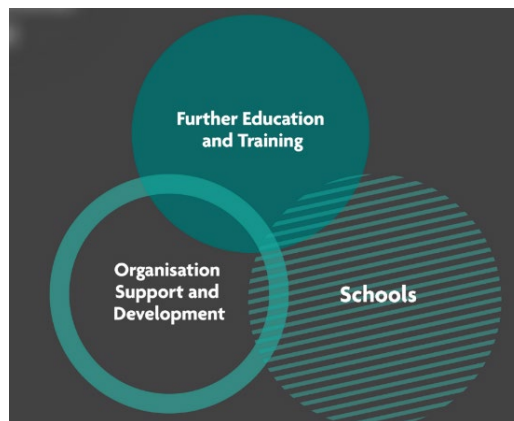 Further Education
and Training
Organisation
Support and
Development
Schools